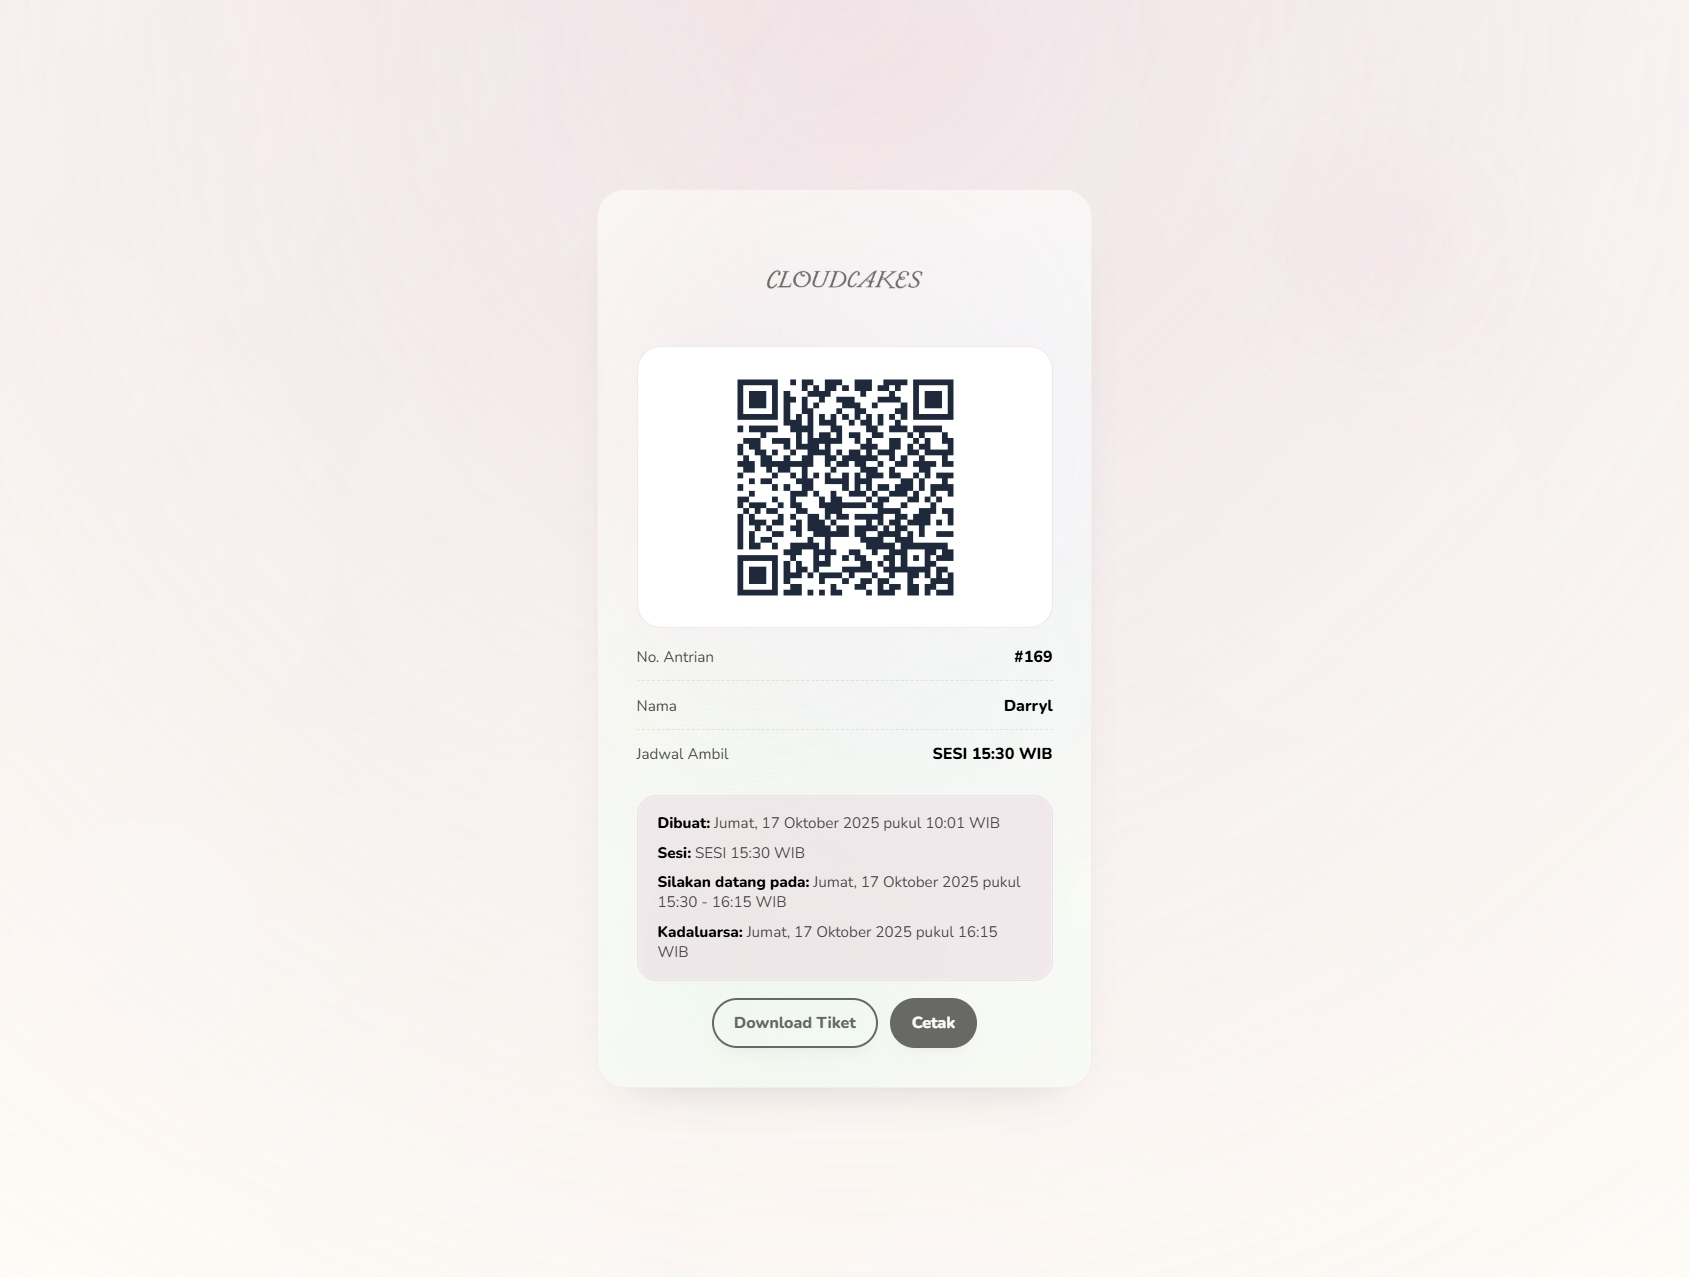 CLOUDCAKES
No. Antrian #169
Nama Darryl
Jadwal Ambil SESI 15:30 WIB
Dibuat: Jumat, 17 Oktober 2025 pukul 10:01 WIB
Sesi: SESI 15:30 WIB
Silakan datang pada: Jumat, 17 Oktober 2025 pukul
15:30 - 16:15 WIB
Kadaluarsa: Jumat, 17 Oktober 2025 pukul 16:15
WIB
Download Tiket Cetak